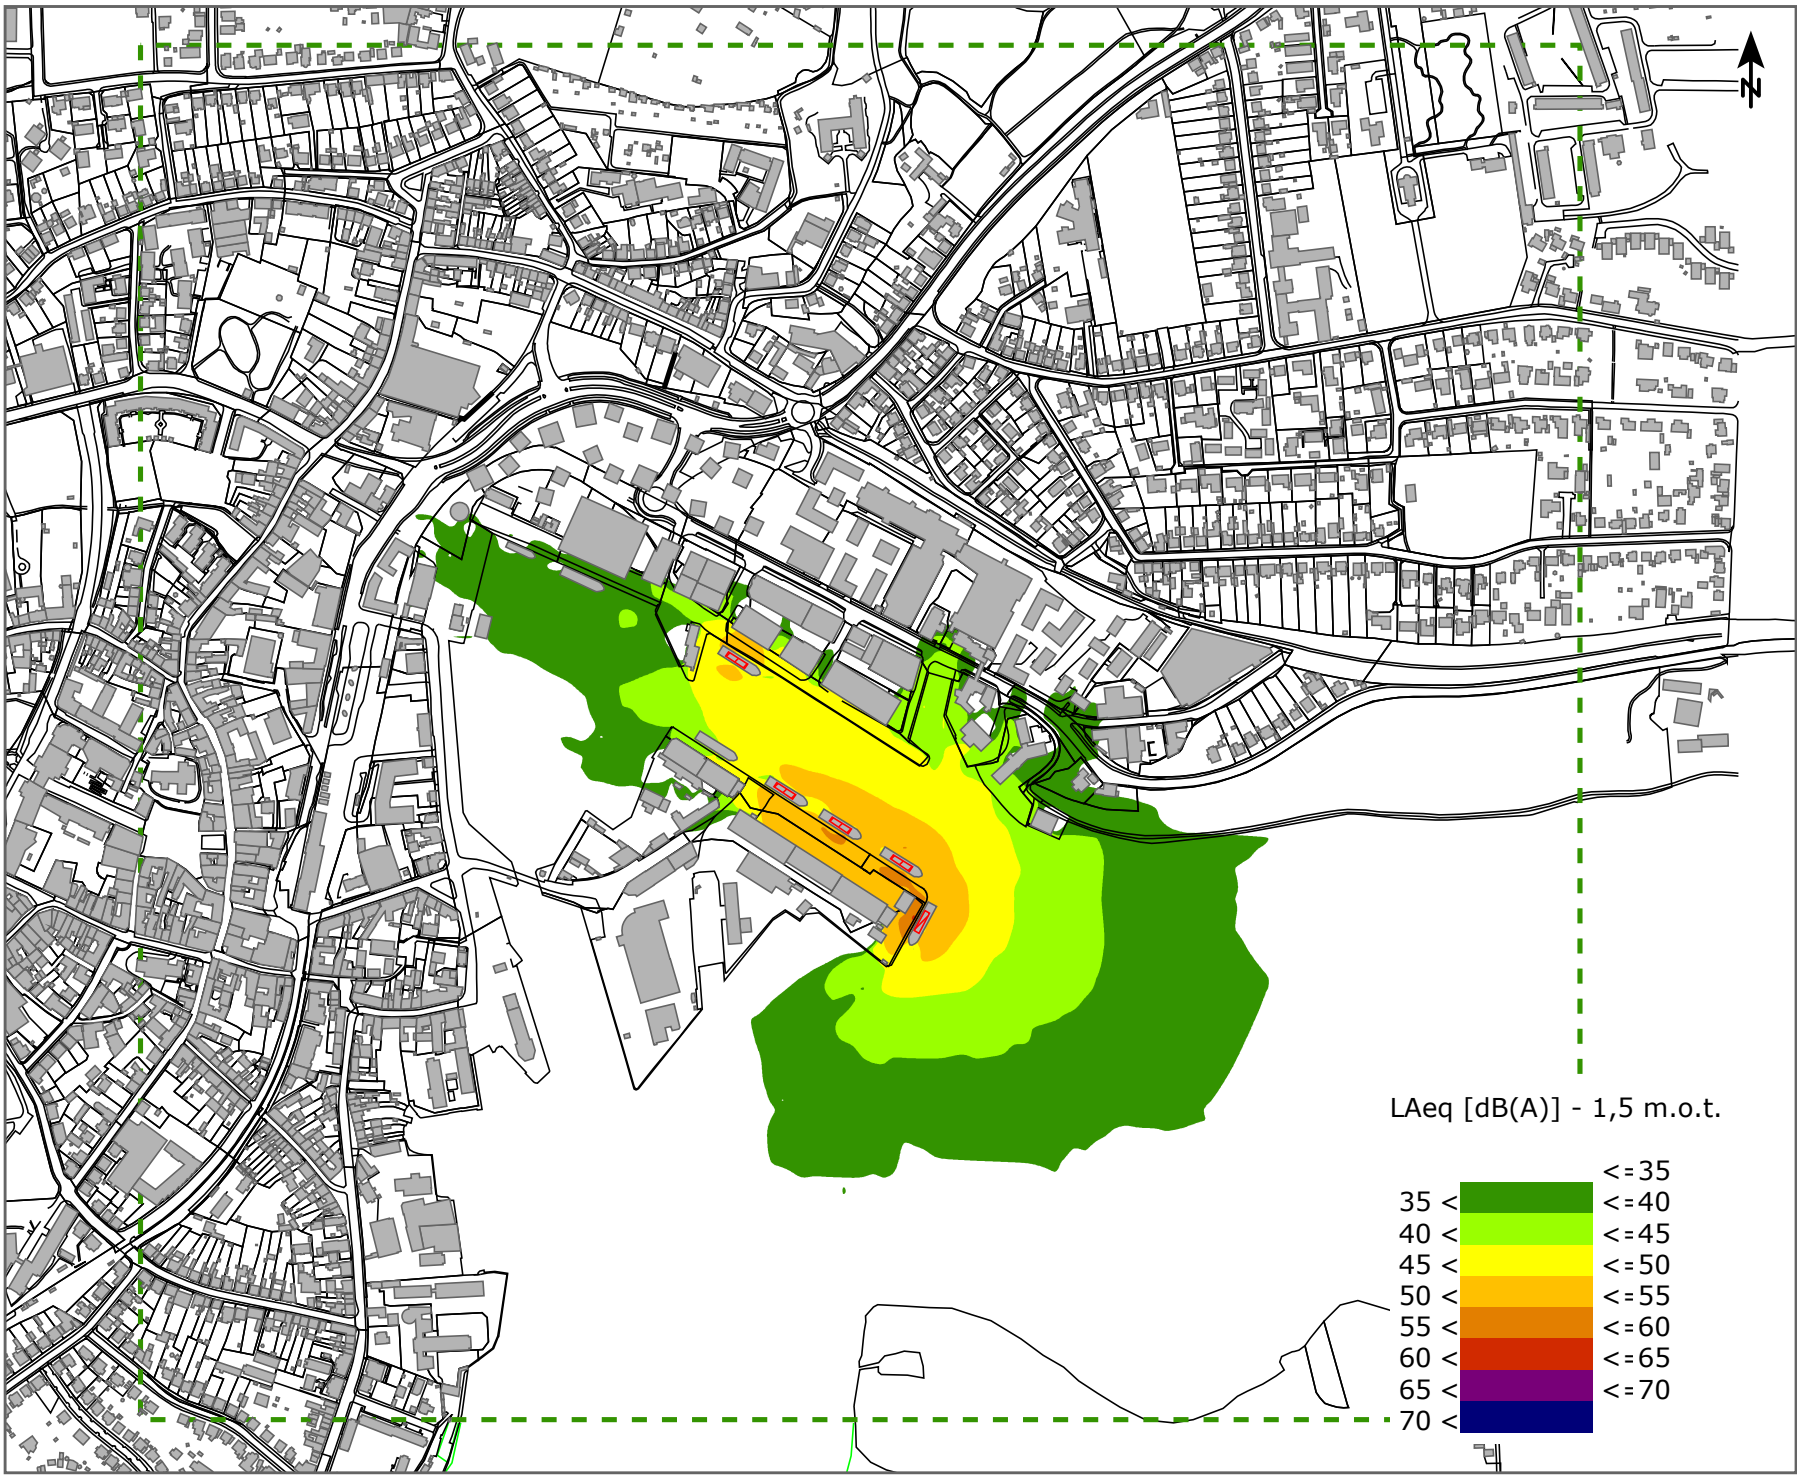 N
LAeq [dB(A)] - 1,5 m.o.t.
<=35
35 < <=40
40 < <=45
45 < <=50
50 < <=55
55 < <=60
60 < <=65
65 < <=70
70 <